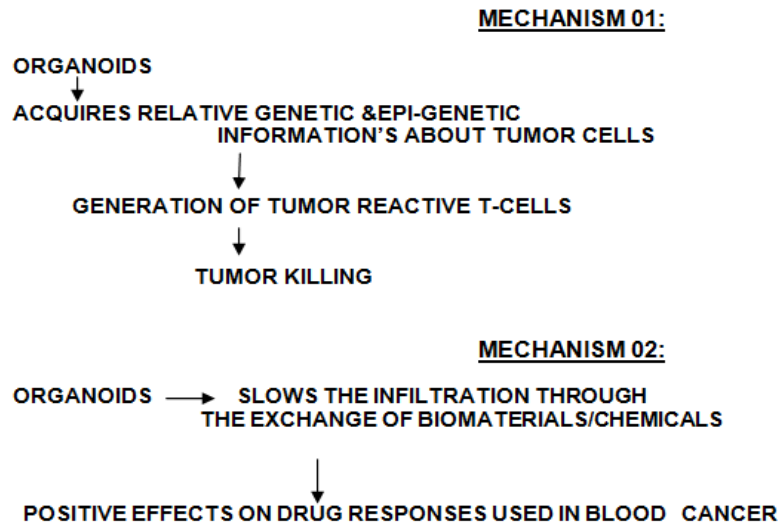 MECHANISM 01:
ORGANOIDS
ACQUIRES RELATIVE GENETIC &EPI-GENETIC
INFORMATION'S ABOUT TUMOR CELLS
GENERATION OF TUMOR REACTIVE T-CELLS
TUMOR KILLING
MECHANISM 02:
ORGANOIDS SLOWS THE INFILTRATION THROUGH
THE EXCHANGE OF BIOMATERIALS/CHEMICALS
POSITIVE EFFECTS ON DRUG RESPONSES USED IN BLOOD CANCER